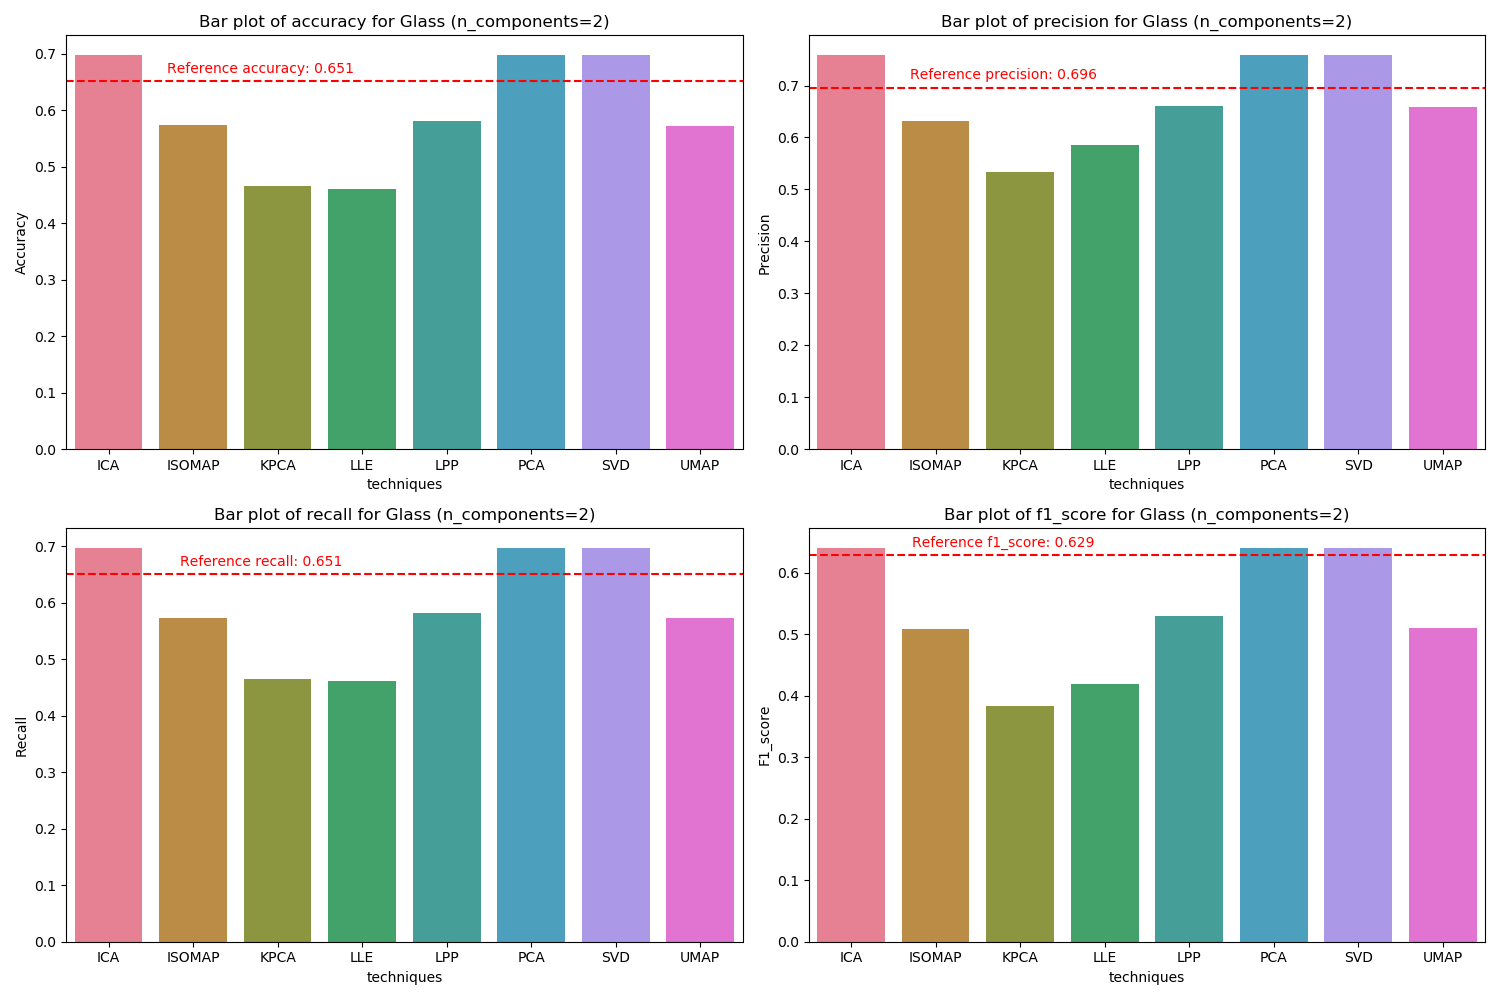 Bar plot of accuracy for Glass (n_components=2)
0.7
0.6
0.5
0.4
0.3
0.2
0.1
0.0
Accuracy
Reference accuracy: 0.651
ICA ISOMAP KPCA LLE LPP PCA SVD UMAP
techniques
Bar plot of precision for Glass (n_components=2)
0.7
0.6
0.5
0.4
0.3
0.2
0.1
0.0
Precision
Reference precision: 0.696
ICA ISOMAP KPCA LLE LPP PCA SVD UMAP
techniques
Bar plot of recall for Glass (n_components=2)
0.7
0.6
0.5
0.4
0.3
0.2
0.1
0.0
Recall
Reference recall: 0.651
ICA ISOMAP KPCA LLE LPP PCA SVD UMAP
techniques
Bar plot of f1_score for Glass (n_components=2)
0.6
0.5
0.4
0.3
0.2
0.1
0.0
F1_score
Reference f1_score: 0.629
ICA ISOMAP KPCA LLE LPP PCA SVD UMAP
techniques